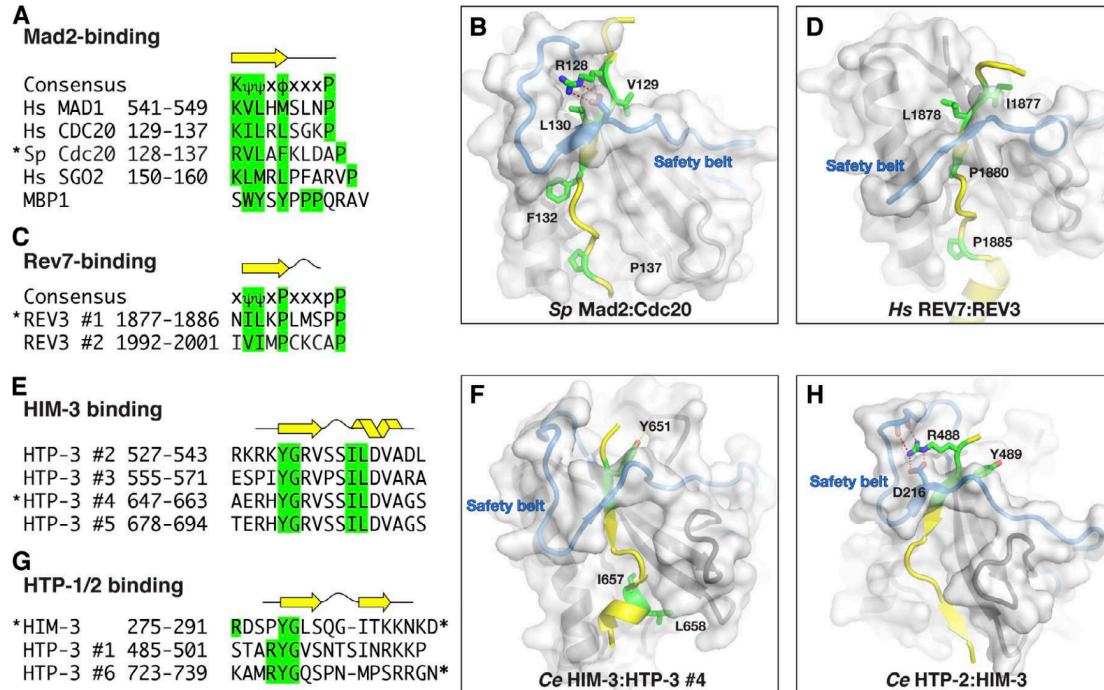 A
Mad2-binding
Consensus Kψψxϕxxx​P
Hs MAD1 541-549 KVLHMSLNP
Hs CDC20 129-137 KILRLSGKP
*Sp Cdc20 128-137 RVLAFKLDAP
Hs SGO2 150-160 KLMRLPFARVP
MBP1 SWYSYPPPQRAV
B
R128
V129
L130
Safety belt
F132
P137
Sp Mad2:Cdc20
C
Rev7-binding
Consensus xψψxPxxxpP
*REV3 #1 1877-1886 NILKPLMSPP
REV3 #2 1992-2001 IVIMPCKCAP
D
L1878
I1877
Safety belt
P1880
P1885
Hs REV7:REV3
E
HIM-3 binding
HTP-3 #2 527-543 RKRKYGRVSSILDVADL
HTP-3 #3 555-571 ESPIYGRVPSILDVARA
*HTP-3 #4 647-663 AERHYGRVSSILDVAGS
HTP-3 #5 678-694 TERHYGRVSSILDVAGS
F
Y651
Safety belt
I657
L658
Ce HIM-3:HTP-3 #4
G
HTP-1/2 binding
*HIM-3 275-291 RDSPYGLSQG-ITKKNKD*
HTP-3 #1 485-501 STARYGVSNTSINRKKP
HTP-3 #6 723-739 KAMRYGQSPN-MPSRRGN*
H
R488
Y489
Safety belt
D216
Ce HTP-2:HIM-3